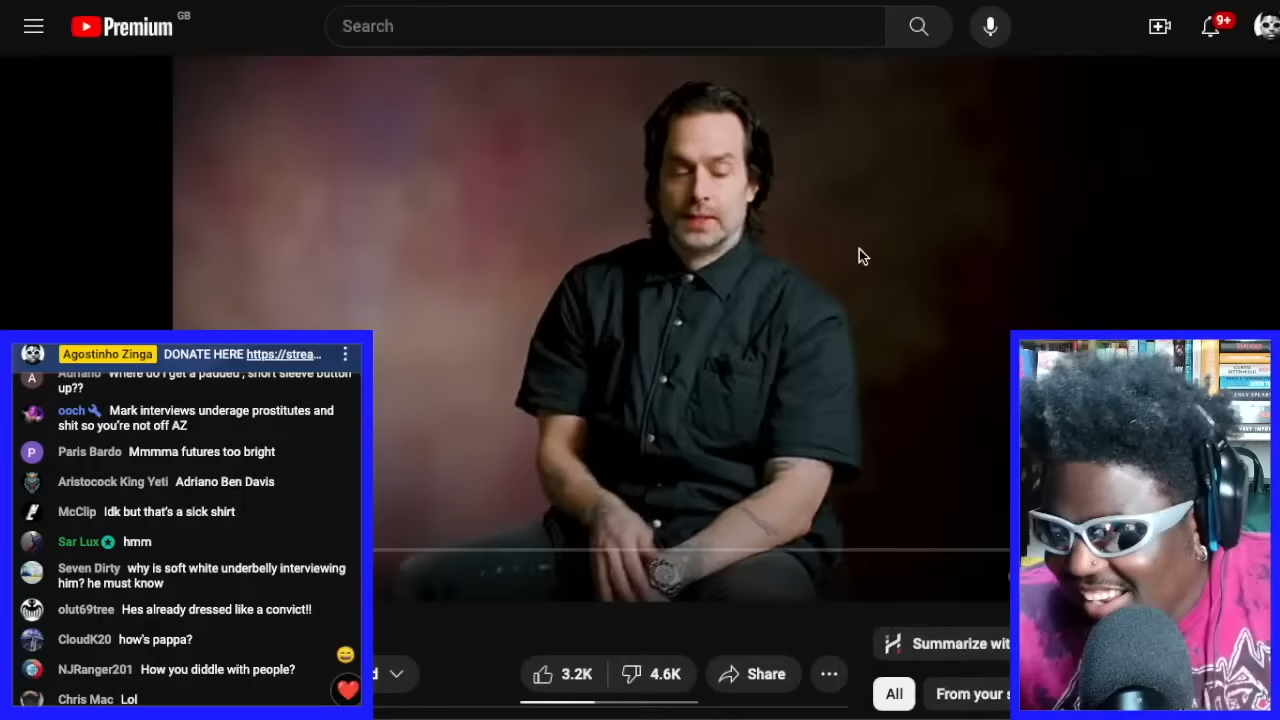 Premium GB
Search
9+
Agostinho Zinga DONATE HERE https://strea...
Adriano Where do I get a padded , short sleeve button
up??
ooch Mark interviews underage prostitutes and
shit so you're not off AZ
Paris Bardo Mmmma futures too bright
Aristocock King Yeti Adriano Ben Davis
McClip Idk but that's a sick shirt
Sar Lux hmm
Seven Dirty why is soft white underbelly interviewing
him? he must know
olut69tree Hes already dressed like a convict!!
CloudK20 how's pappa?
NJRanger201 How you diddle with people?
Chris Mac Lol
d
3.2K
4.6K
Share
Summarize wit
All
From your s